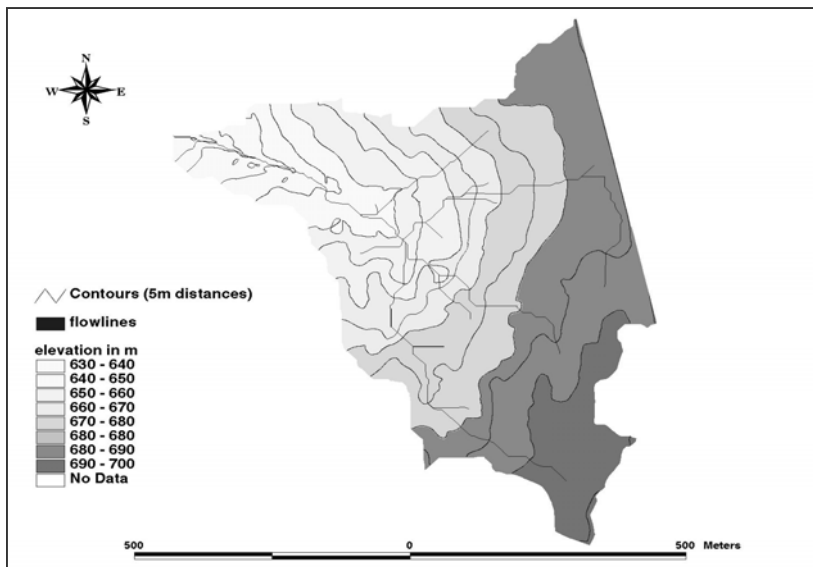 N
W E
S
Contours (5m distances)
flowlines
elevation in m
630 - 640
640 - 650
650 - 660
660 - 670
670 - 680
680 - 680
680 - 690
690 - 700
No Data
500 0 500 Meters